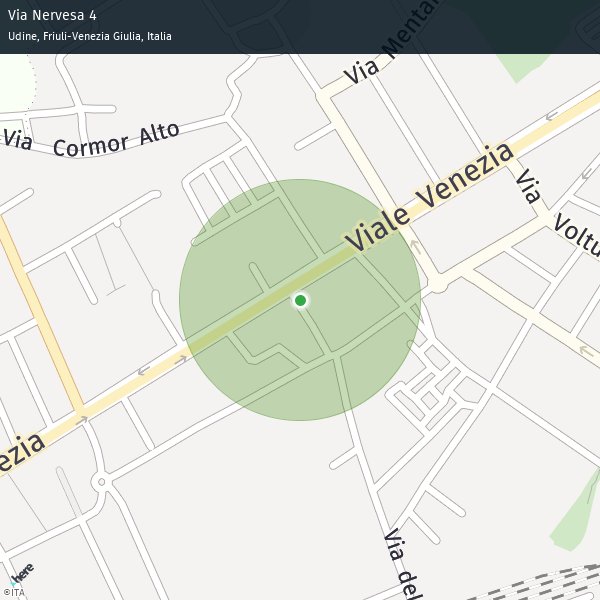 Via Nervesa 4
Udine, Friuli-Venezia Giulia, Italia
Via Mentan
Via Cormor Alto
Viale Venezia
Via Voltu
ezia
Via del
here
©ITA